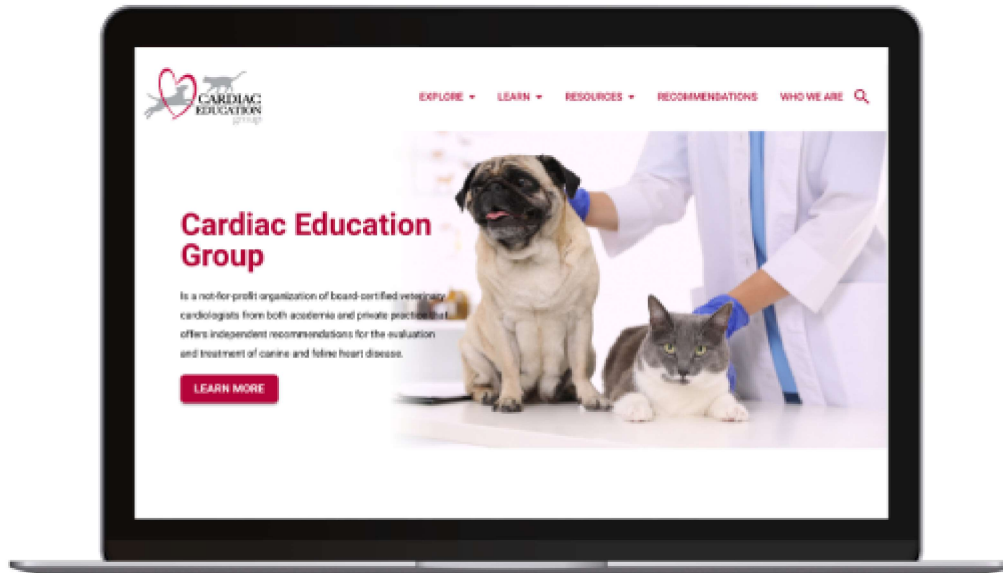 CARDIAC
EDUCATION
group
EXPLORE
LEARN
RESOURCES
RECOMMENDATIONS
WHO WE ARE
Cardiac Education
Group
Is a not-for-profit organization of board-certified veterinary
cardiologists from both academia and private practice that
offers independent recommendations for the evaluation
and treatment of canine and feline heart disease.
LEARN MORE